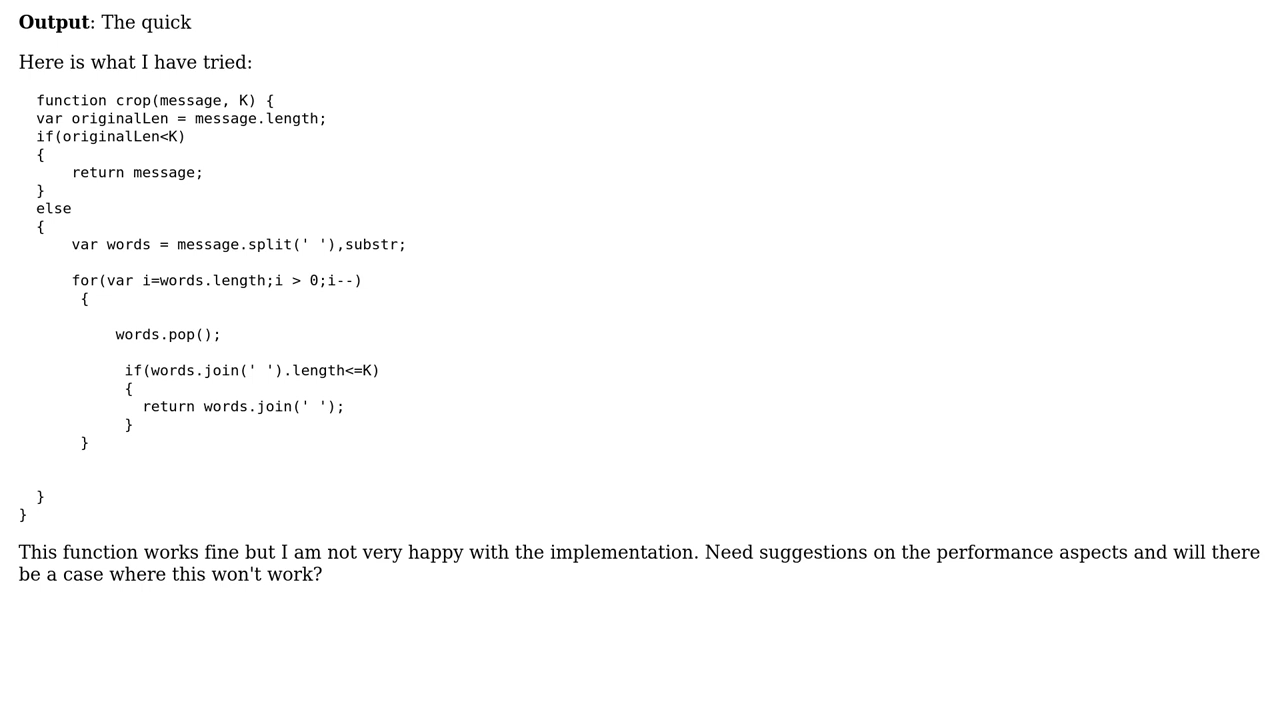 Output: The quick
Here is what I have tried:
function crop(message, K) {
var originalLen = message.length;
if(originalLen<K)
{
return message;
}
else
{
var words = message.split(' '),substr;
for(var i=words.length;i > 0;i--)
{
words.pop();
if(words.join(' ').length<=K)
{
return words.join(' ');
}
}
}
}
This function works fine but I am not very happy with the implementation. Need suggestions on the performance aspects and will there
be a case where this won't work?